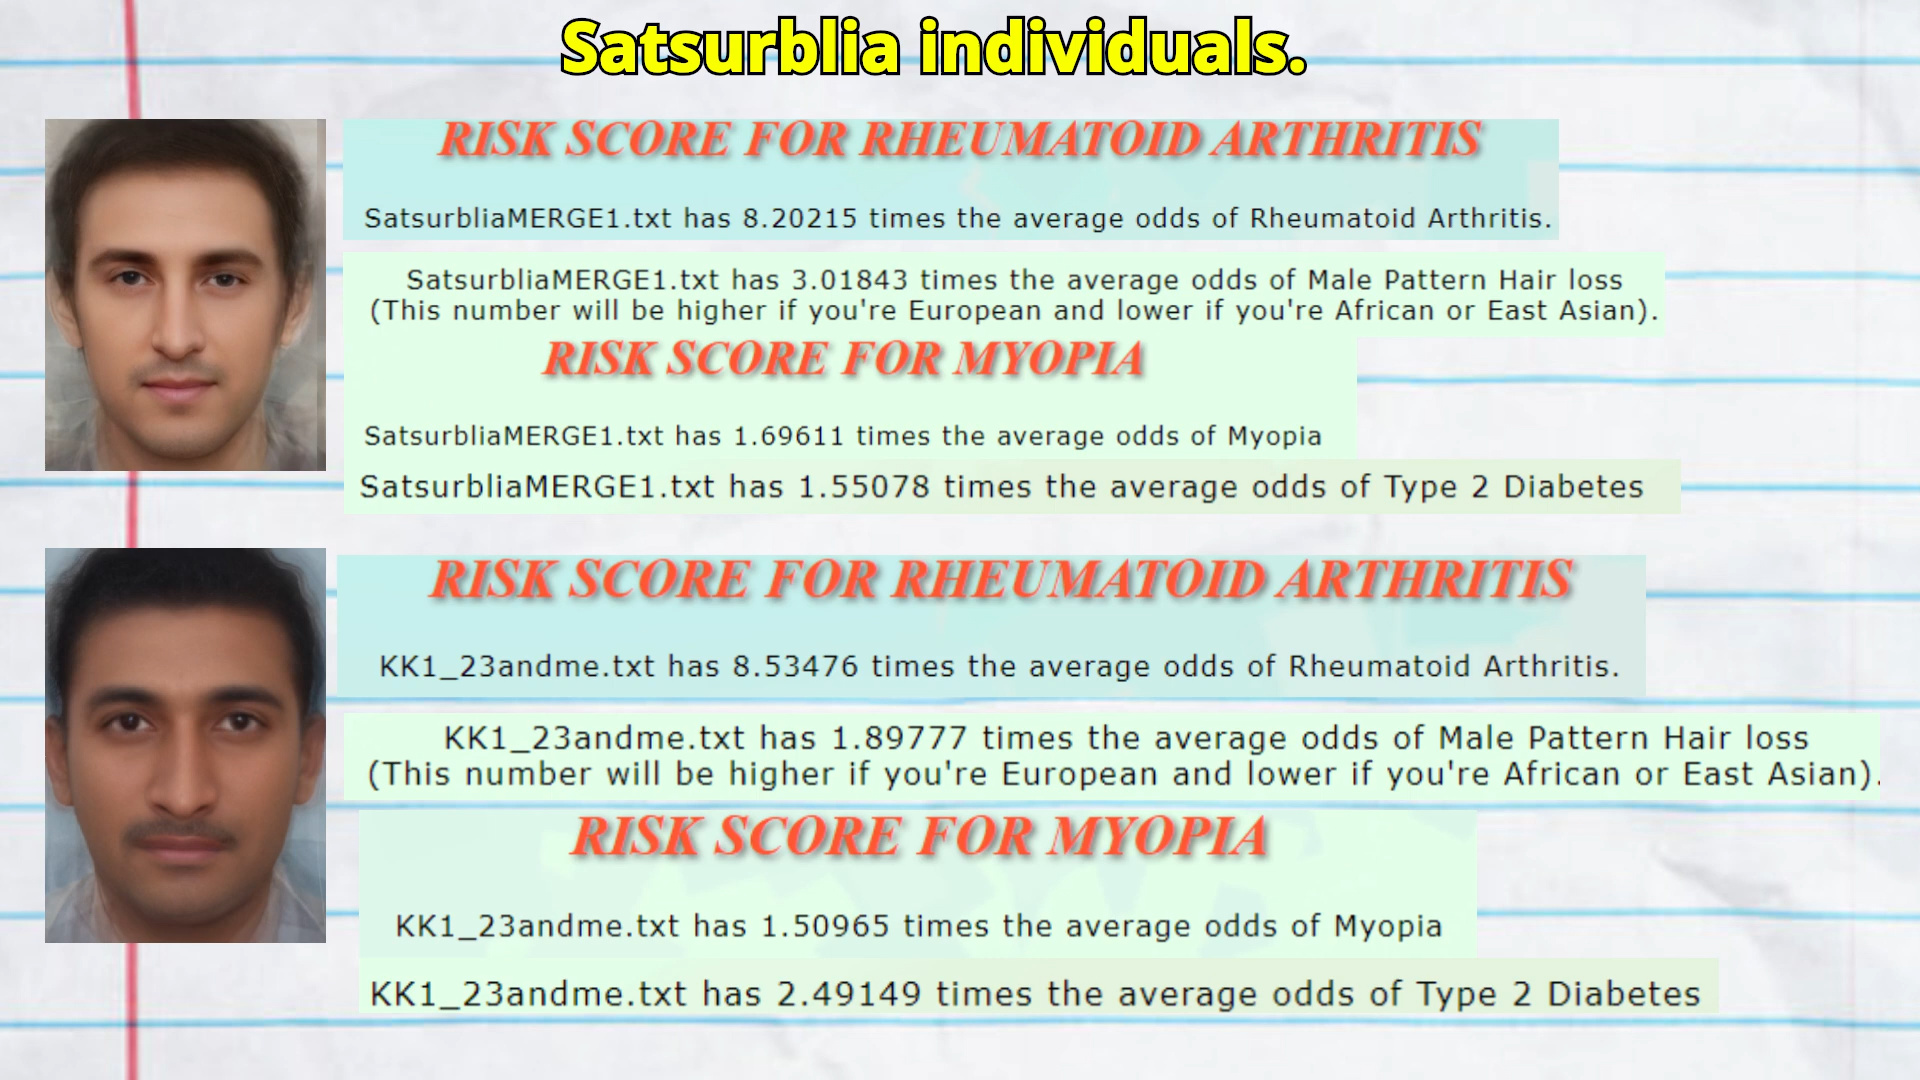 Satsurblia individuals.
RISK SCORE FOR RHEUMATOID ARTHRITIS
SatsurbliaMERGE1.txt has 8.20215 times the average odds of Rheumatoid Arthritis.
SatsurbliaMERGE1.txt has 3.01843 times the average odds of Male Pattern Hair loss
(This number will be higher if you're European and lower if you're African or East Asian).
RISK SCORE FOR MYOPIA
SatsurbliaMERGE1.txt has 1.69611 times the average odds of Myopia
SatsurbliaMERGE1.txt has 1.55078 times the average odds of Type 2 Diabetes
RISK SCORE FOR RHEUMATOID ARTHRITIS
KK1_23andme.txt has 8.53476 times the average odds of Rheumatoid Arthritis.
KK1_23andme.txt has 1.89777 times the average odds of Male Pattern Hair loss
(This number will be higher if you're European and lower if you're African or East Asian).
RISK SCORE FOR MYOPIA
KK1_23andme.txt has 1.50965 times the average odds of Myopia
KK1_23andme.txt has 2.49149 times the average odds of Type 2 Diabetes